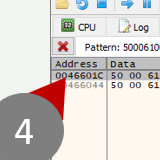 CPU Log
Pattern: 5000610
Address Data
0046601C 50 00 61
00466044 50 00 61
4